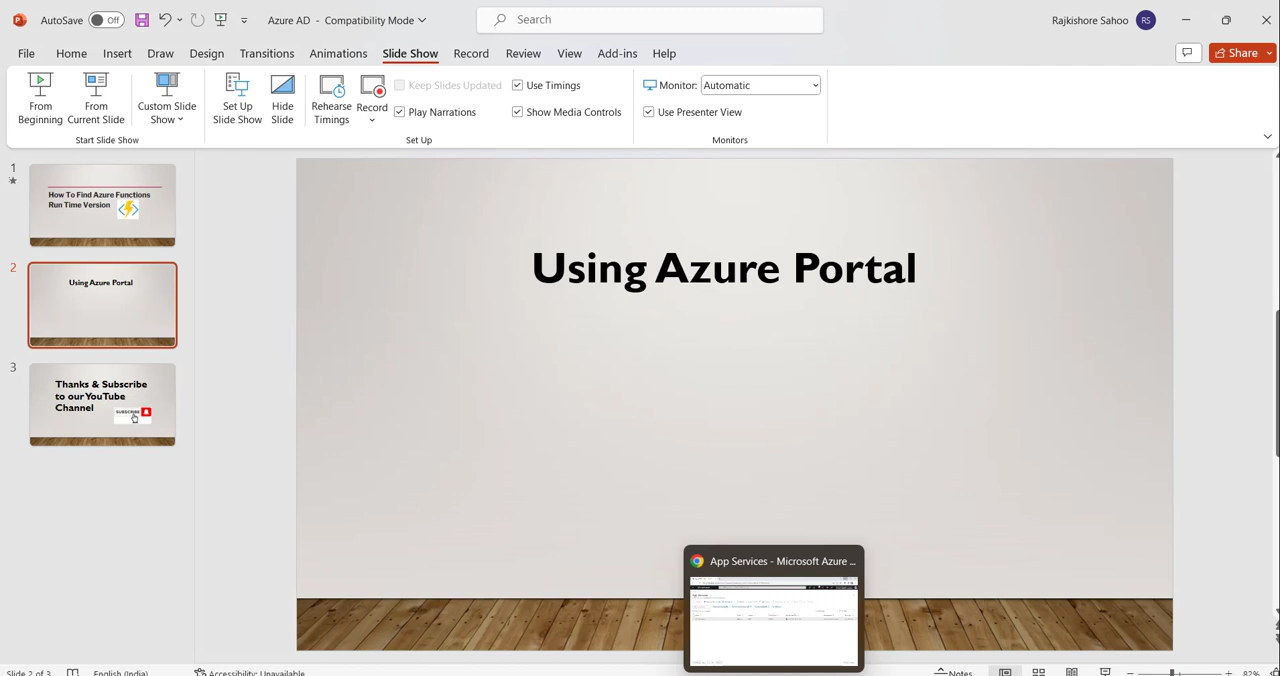 AutoSave Off Azure AD - Compatibility Mode Search Rajkishore Sahoo RS
File Home Insert Draw Design Transitions Animations Slide Show Record Review View Add-ins Help Share
From Beginning
From Current Slide
Custom Slide Show
Set Up Slide Show
Hide Slide
Rehearse Timings
Record
Keep Slides Updated
Play Narrations
Use Timings
Show Media Controls
Monitor: Automatic
Use Presenter View
Start Slide Show Set Up Monitors
1
How To Find Azure Functions
Run Time Version
2
Using Azure Portal
3
Thanks & Subscribe
to our YouTube
Channel
SUBSCRIBE
Using Azure Portal
App Services - Microsoft Azure ...
Slide 2 of 3 English (India) Accessibility: Unavailable Notes 82%